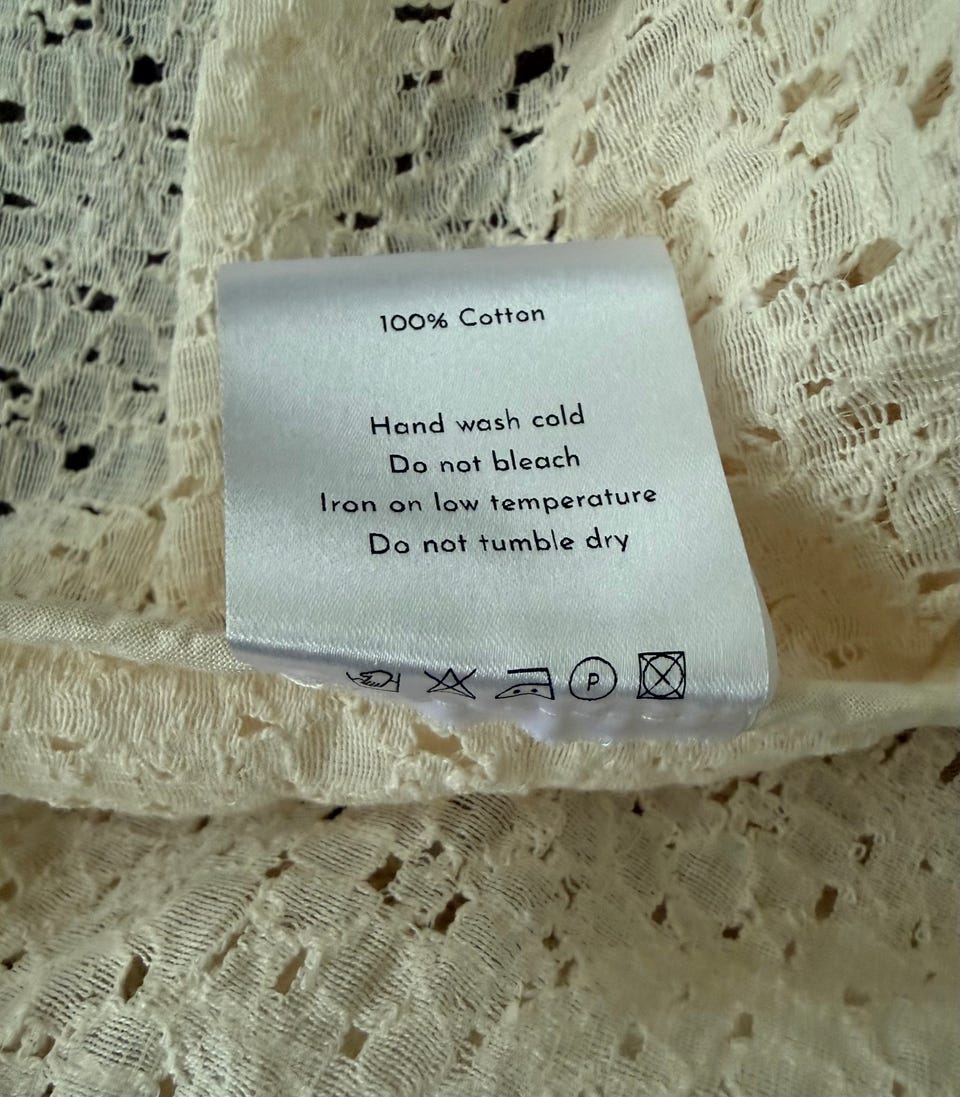 100% Cotton
Hand wash cold
Do not bleach
Iron on low temperature
Do not tumble dry
P